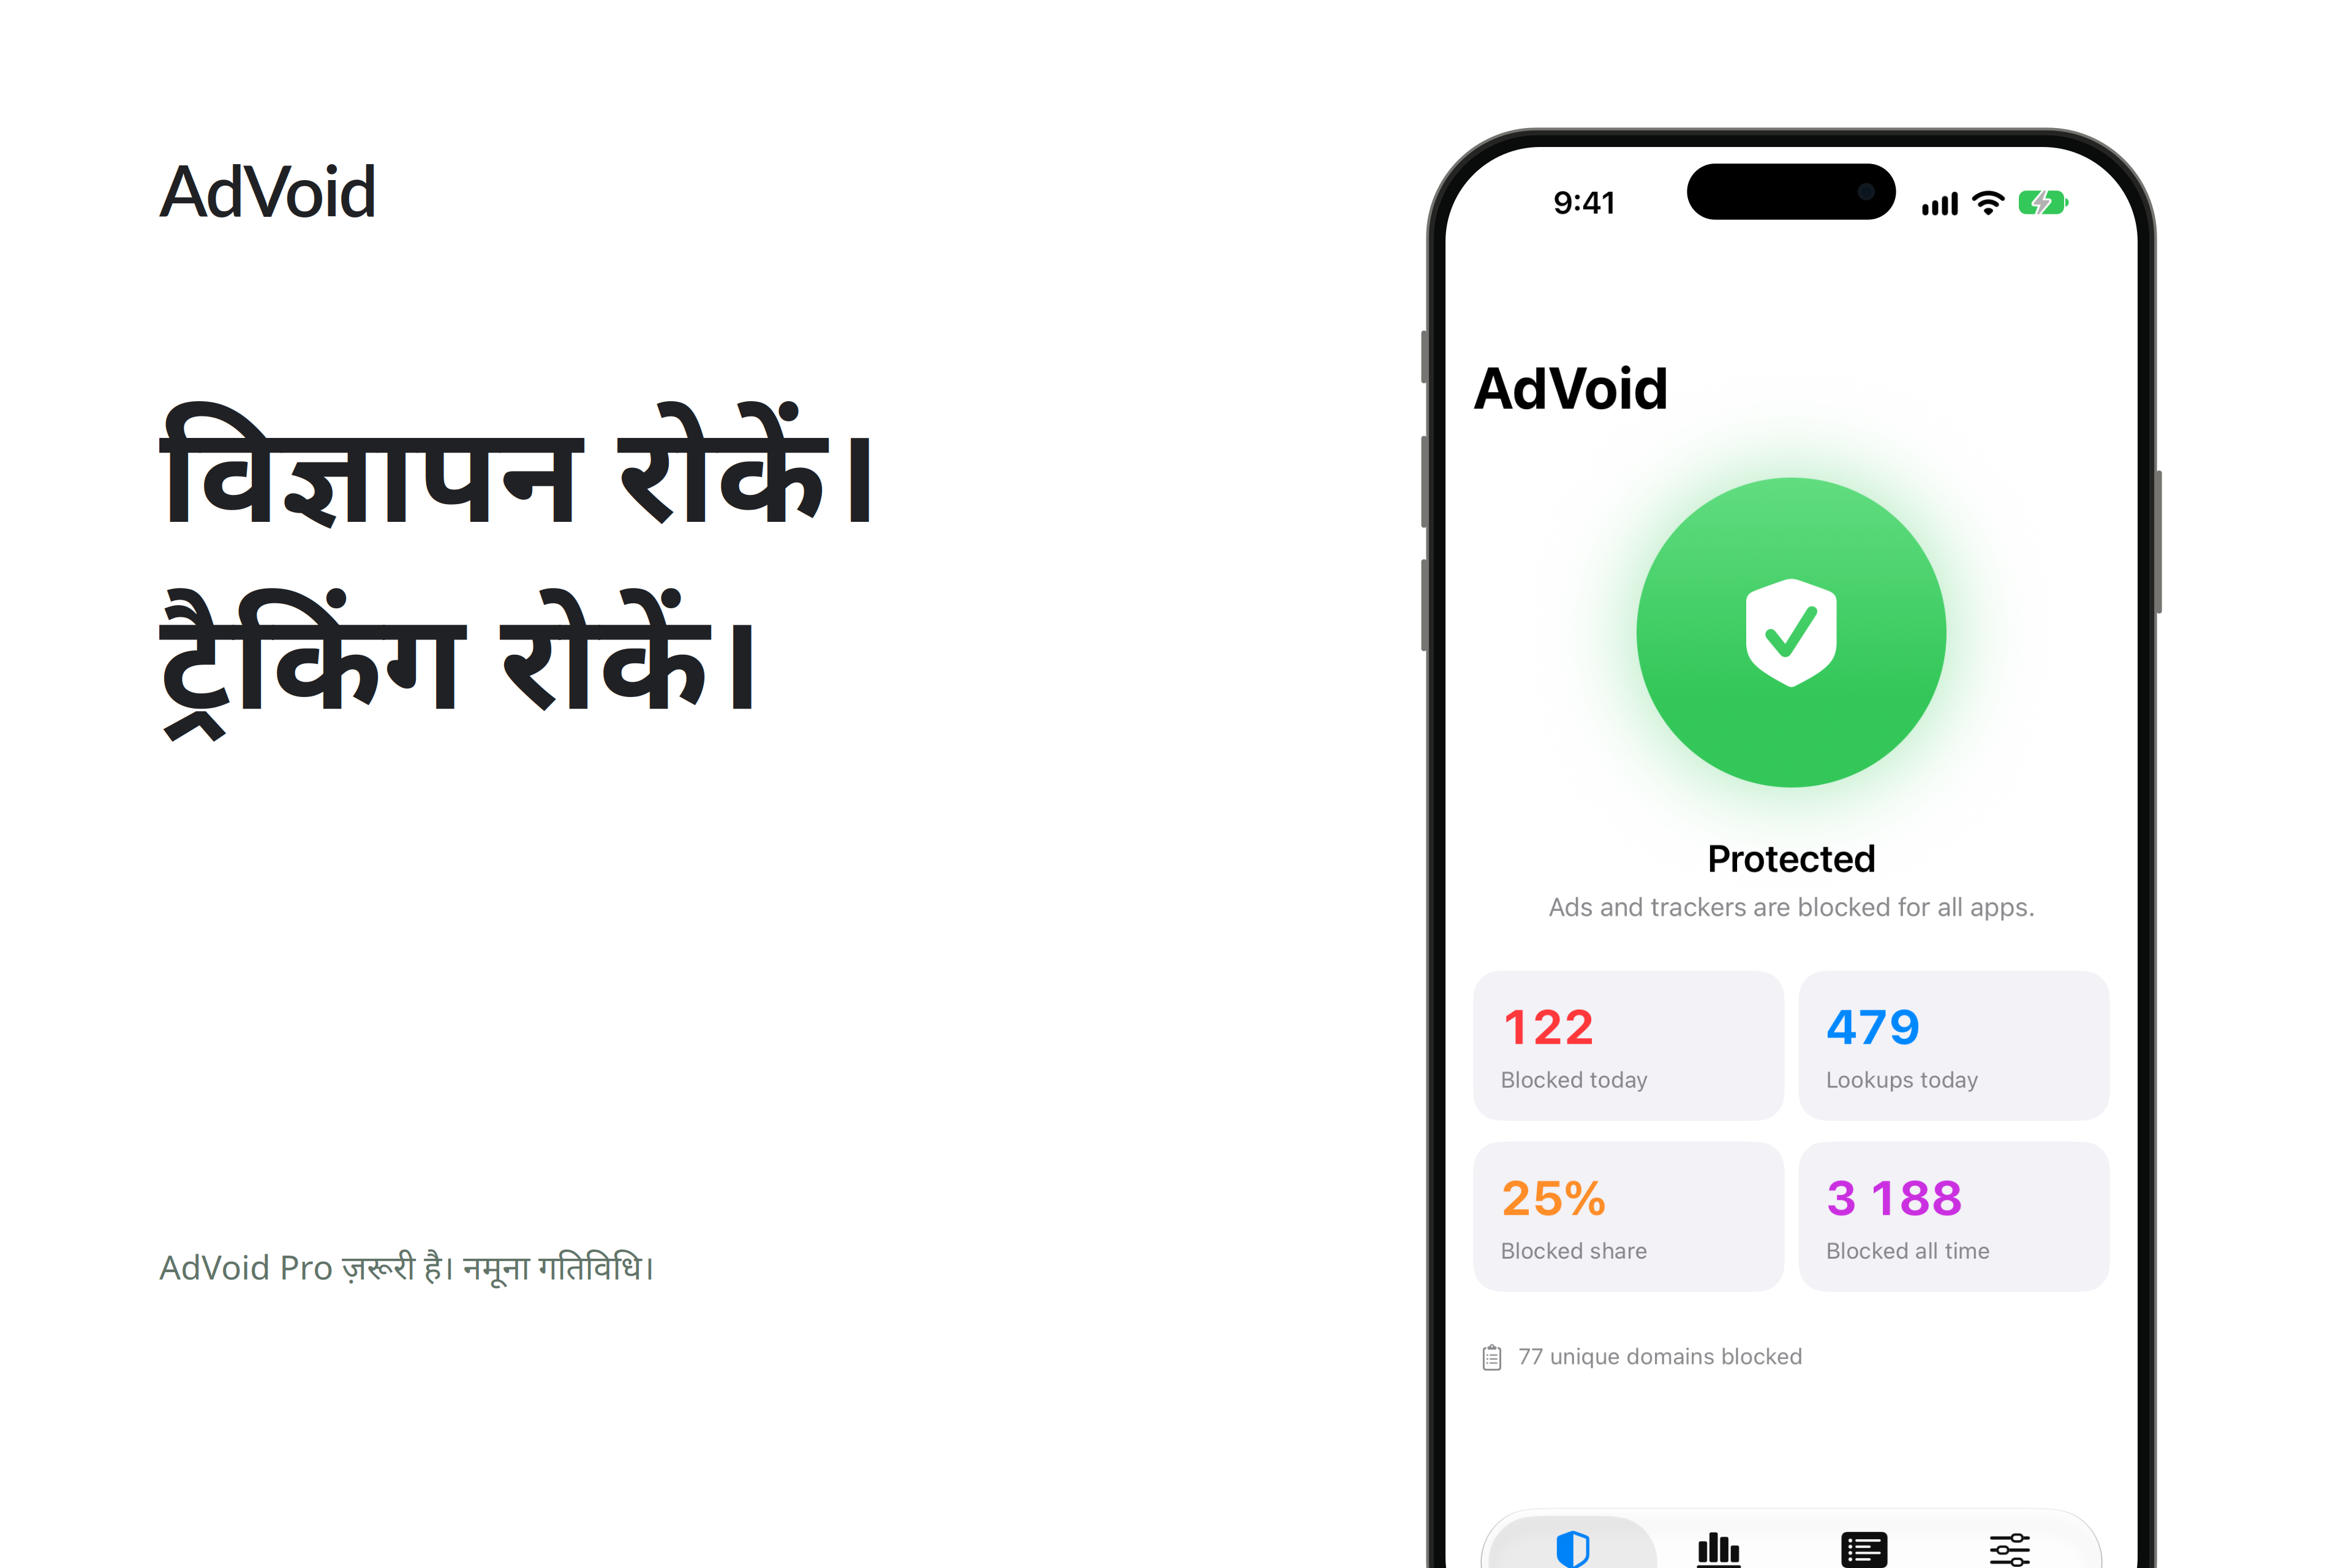 AdVoid
विज्ञापन रोकें।
ट्रैकिंग रोकें।
AdVoid Pro ज़रूरी है। नमूना गतिविधि।
9:41
AdVoid
Protected
Ads and trackers are blocked for all apps.
122
Blocked today
479
Lookups today
25%
Blocked share
3 188
Blocked all time
77 unique domains blocked